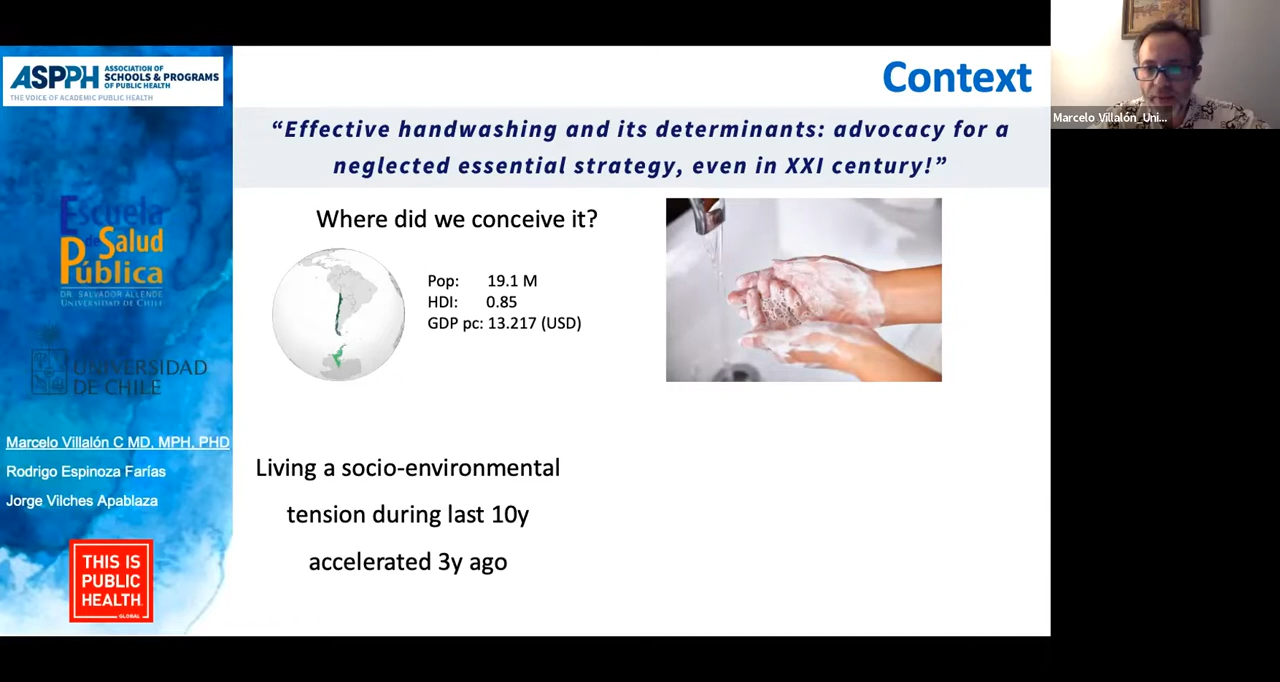 ASPPH ASSOCIATION OF
SCHOOLS & PROGRAMS
OF PUBLIC HEALTH
THE VOICE OF ACADEMIC PUBLIC HEALTH
Context
“Effective handwashing and its determinants: advocacy for a
neglected essential strategy, even in XXI century!”
Where did we conceive it?
Pop: 19.1 M
HDI: 0.85
GDP pc: 13.217 (USD)
Living a socio-environmental
tension during last 10y
accelerated 3y ago
Escuela
de Salud
Pública
DR. SALVADOR ALLENDE
UNIVERSIDAD DE CHILE
UNIVERSIDAD
DE CHILE
Marcelo Villalón C MD, MPH, PHD
Rodrigo Espinoza Farías
Jorge Vilches Apablaza
THIS IS
PUBLIC
HEALTH.
GLOBAL
Marcelo Villalón_Uni...